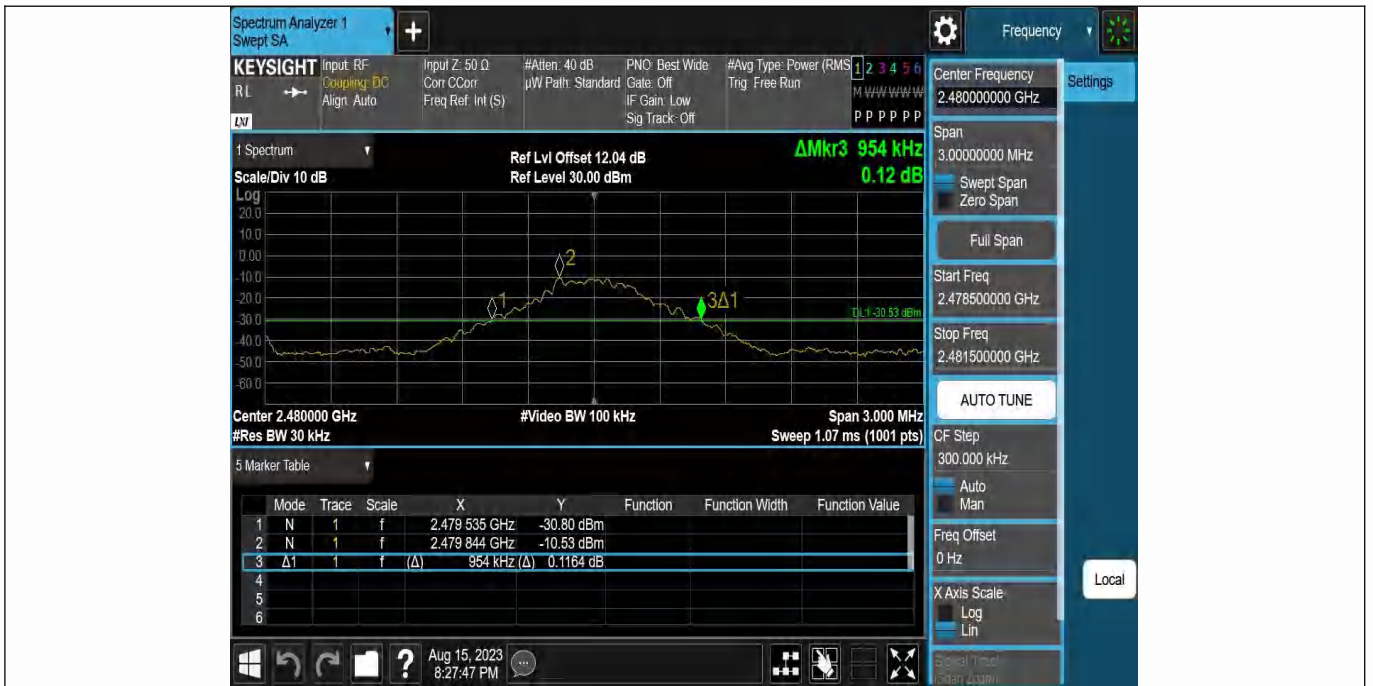 Spectrum Analyzer 1
Swept SA
+
Frequency
KEYSIGHT
RL
LXI
Input: RF
Coupling: DC
Align: Auto
Input Z: 50 Ω
Corr CCorr
Freq Ref: Int (S)
#Atten: 40 dB
µW Path: Standard
PNO: Best Wide
Gate: Off
IF Gain: Low
Sig Track: Off
#Avg Type: Power (RMS
Trig: Free Run
1 2 3 4 5 6
M W W W W W
P P P P P P
1 Spectrum
Scale/Div 10 dB
Ref Lvl Offset 12.04 dB
Ref Level 30.00 dBm
ΔMkr3 954 kHz
0.12 dB
Log
20.0
10.0
0.00
-10.0
-20.0
-30.0
-40.0
-50.0
-60.0
1
2
3Δ1
DL1 -30.53 dBm
Center 2.480000 GHz
#Video BW 100 kHz
Span 3.000 MHz
#Res BW 30 kHz
Sweep 1.07 ms (1001 pts)
5 Marker Table
Mode Trace Scale X Y Function Function Width Function Value
1 N 1 f 2.479 535 GHz -30.80 dBm
2 N 1 f 2.479 844 GHz -10.53 dBm
3 Δ1 1 f (Δ) 954 kHz (Δ) 0.1164 dB
4
5
6
?
Aug 15, 2023
8:27:47 PM
Center Frequency
2.480000000 GHz
Settings
Span
3.00000000 MHz
Swept Span
Zero Span
Full Span
Start Freq
2.478500000 GHz
Stop Freq
2.481500000 GHz
AUTO TUNE
CF Step
300.000 kHz
Auto
Man
Freq Offset
0 Hz
X Axis Scale
Log
Lin
Signal Track
(Span Zoom)
Local